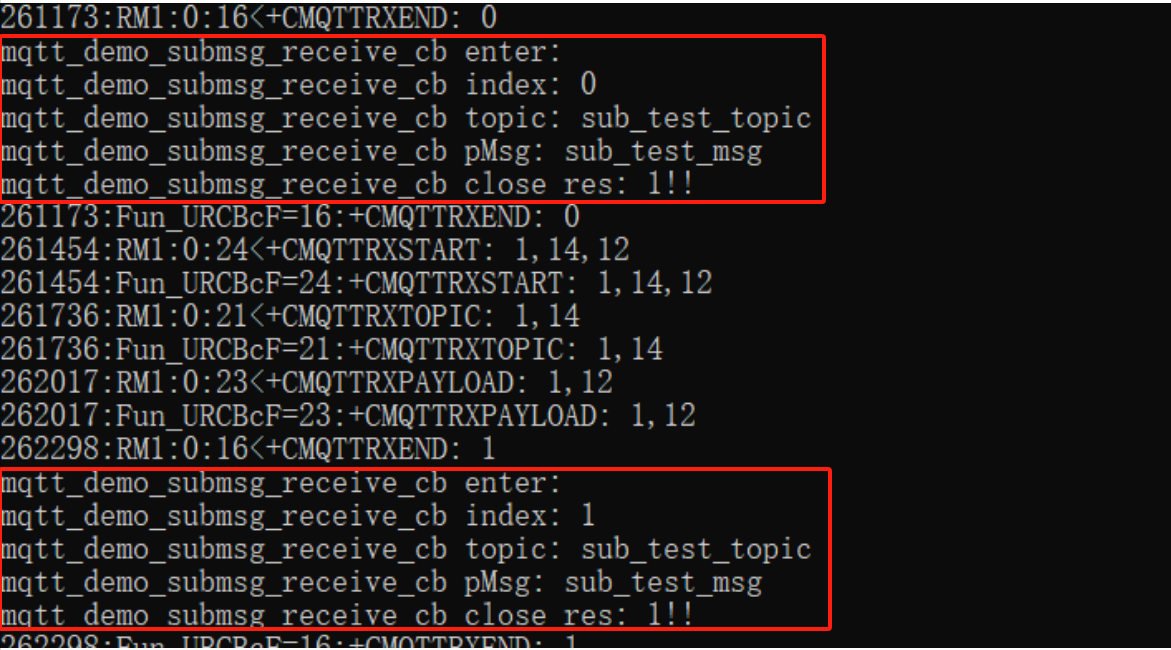 261173:RM1:0:16<+CMQTTRXEND: 0
mqtt_demo_submsg_receive_cb enter:
mqtt_demo_submsg_receive_cb index: 0
mqtt_demo_submsg_receive_cb topic: sub_test_topic
mqtt_demo_submsg_receive_cb pMsg: sub_test_msg
mqtt_demo_submsg_receive_cb close res: 1!!
261173:Fun_URCBcF=16:+CMQTTRXEND: 0
261454:RM1:0:24<+CMQTTRXSTART: 1,14,12
261454:Fun_URCBcF=24:+CMQTTRXSTART: 1,14,12
261736:RM1:0:21<+CMQTTRXTOPIC: 1,14
261736:Fun_URCBcF=21:+CMQTTRXTOPIC: 1,14
262017:RM1:0:23<+CMQTTRXPAYLOAD: 1,12
262017:Fun_URCBcF=23:+CMQTTRXPAYLOAD: 1,12
262298:RM1:0:16<+CMQTTRXEND: 1
mqtt_demo_submsg_receive_cb enter:
mqtt_demo_submsg_receive_cb index: 1
mqtt_demo_submsg_receive_cb topic: sub_test_topic
mqtt_demo_submsg_receive_cb pMsg: sub_test_msg
mqtt_demo_submsg_receive_cb close res: 1!!
262298:Fun_URCBcF=16:+CMQTTRXEND: 1